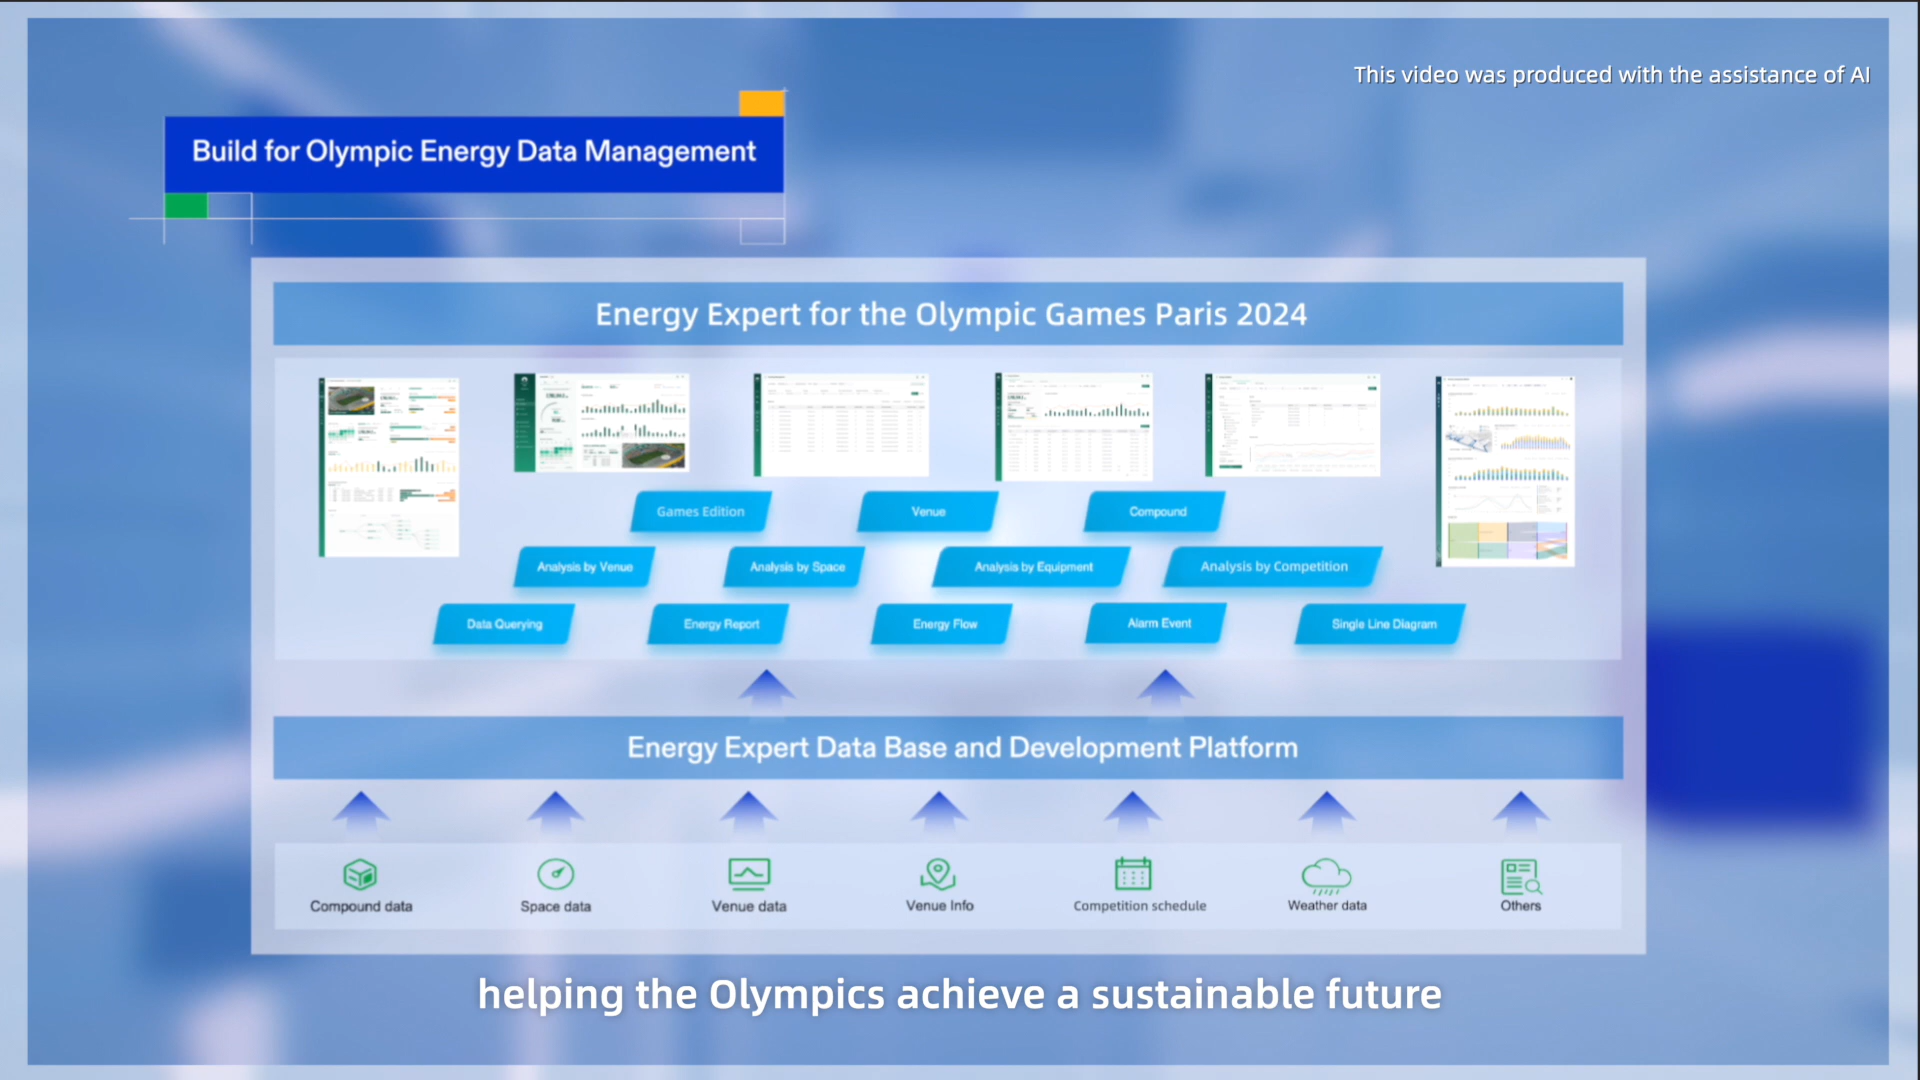 This video was produced with the assistance of AI
Build for Olympic Energy Data Management
Energy Expert for the Olympic Games Paris 2024
Games Edition
Venue
Compound
Analysis by Venue
Analysis by Space
Analysis by Equipment
Analysis by Competition
Data Querying
Energy Report
Energy Flow
Alarm Event
Single Line Diagram
Energy Expert Data Base and Development Platform
Compound data
Space data
Venue data
Venue Info
Competition schedule
Weather data
Others
helping the Olympics achieve a sustainable future